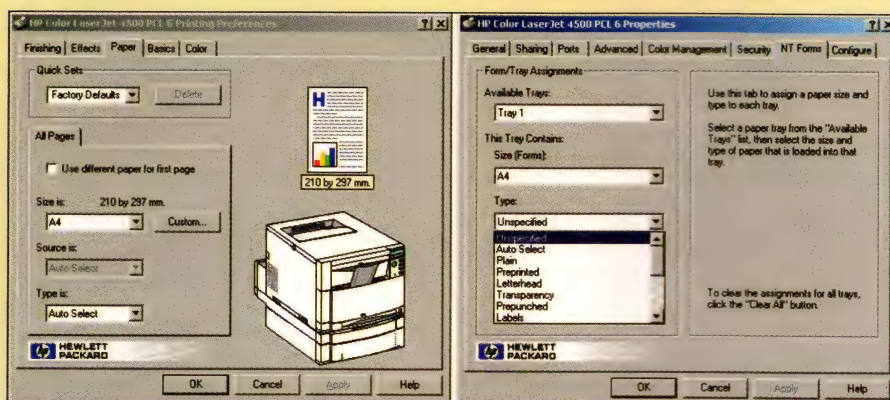 HP Color LaserJet 4500 PCL 6 Printing Preferences
Finishing Effects Paper Basics Color
Quick Sets
Factory Defaults Delete
All Pages
Use different paper for first page
Size is: 210 by 297 mm.
A4 Custom...
Source is:
Auto Select
Type is:
Auto Select
H
210 by 297 mm.
hp HEWLETT
PACKARD
OK Cancel Apply Help
HP Color LaserJet 4500 PCL 6 Properties
General Sharing Ports Advanced Color Management Security NT Forms Configure
Form/Tray Assignments
Available Trays:
Tray 1
This Tray Contains:
Size (Forms):
A4
Type:
Unspecified
Unspecified
Auto Select
Plain
Preprinted
Letterhead
Transparency
Prepunched
Labels
Use this tab to assign a paper size and
type to each tray.
Select a paper tray from the "Available
Trays" list, then select the size and
type of paper that is loaded into that
tray.
To clear the assignments for all trays,
click the "Clear All" button.
hp HEWLETT
PACKARD
OK Cancel Apply Help